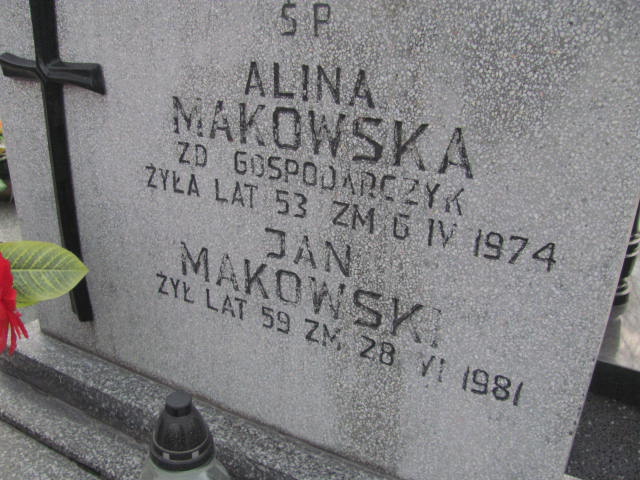 ŚP
ALINA
MAKOWSKA
ZD GOSPODARCZYK
ŻYŁA LAT 53 ZM 6 IV 1974
JAN
MAKOWSKI
ŻYŁ LAT 59 ZM. 28 VI 1981